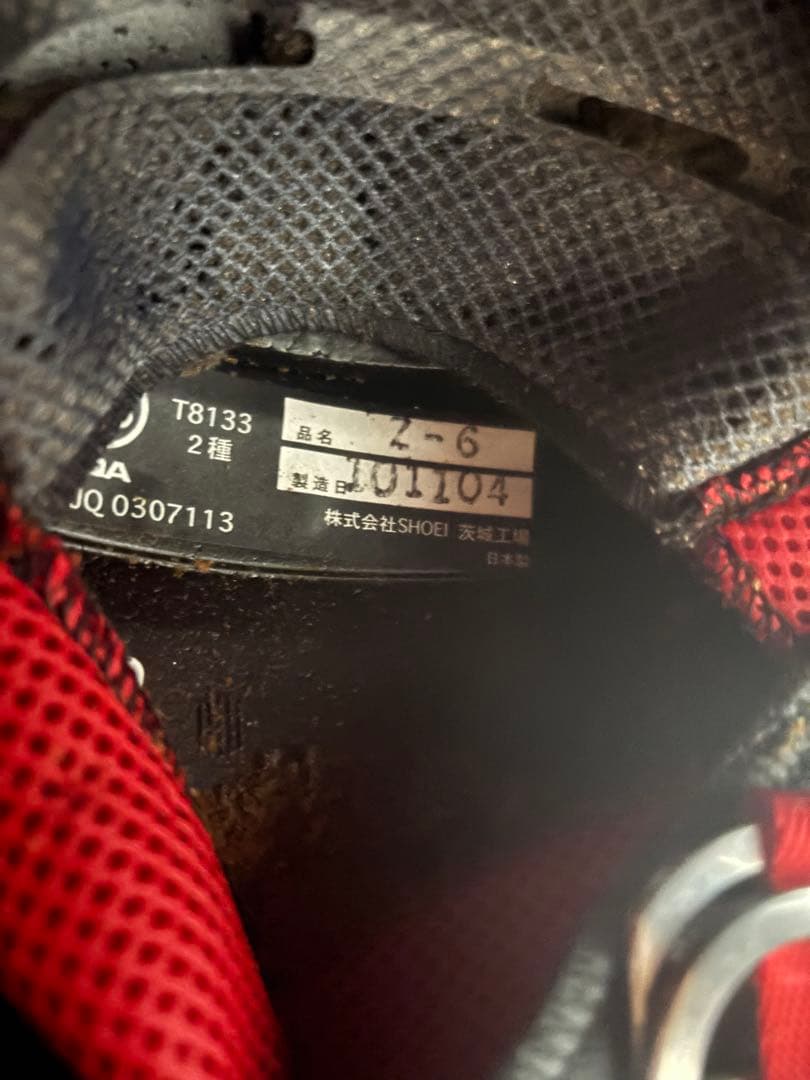 T8133
2種
GA
JQ 0307113
品名 Z-6
製造日 101104
株式会社SHOEI 茨城工場
日本製